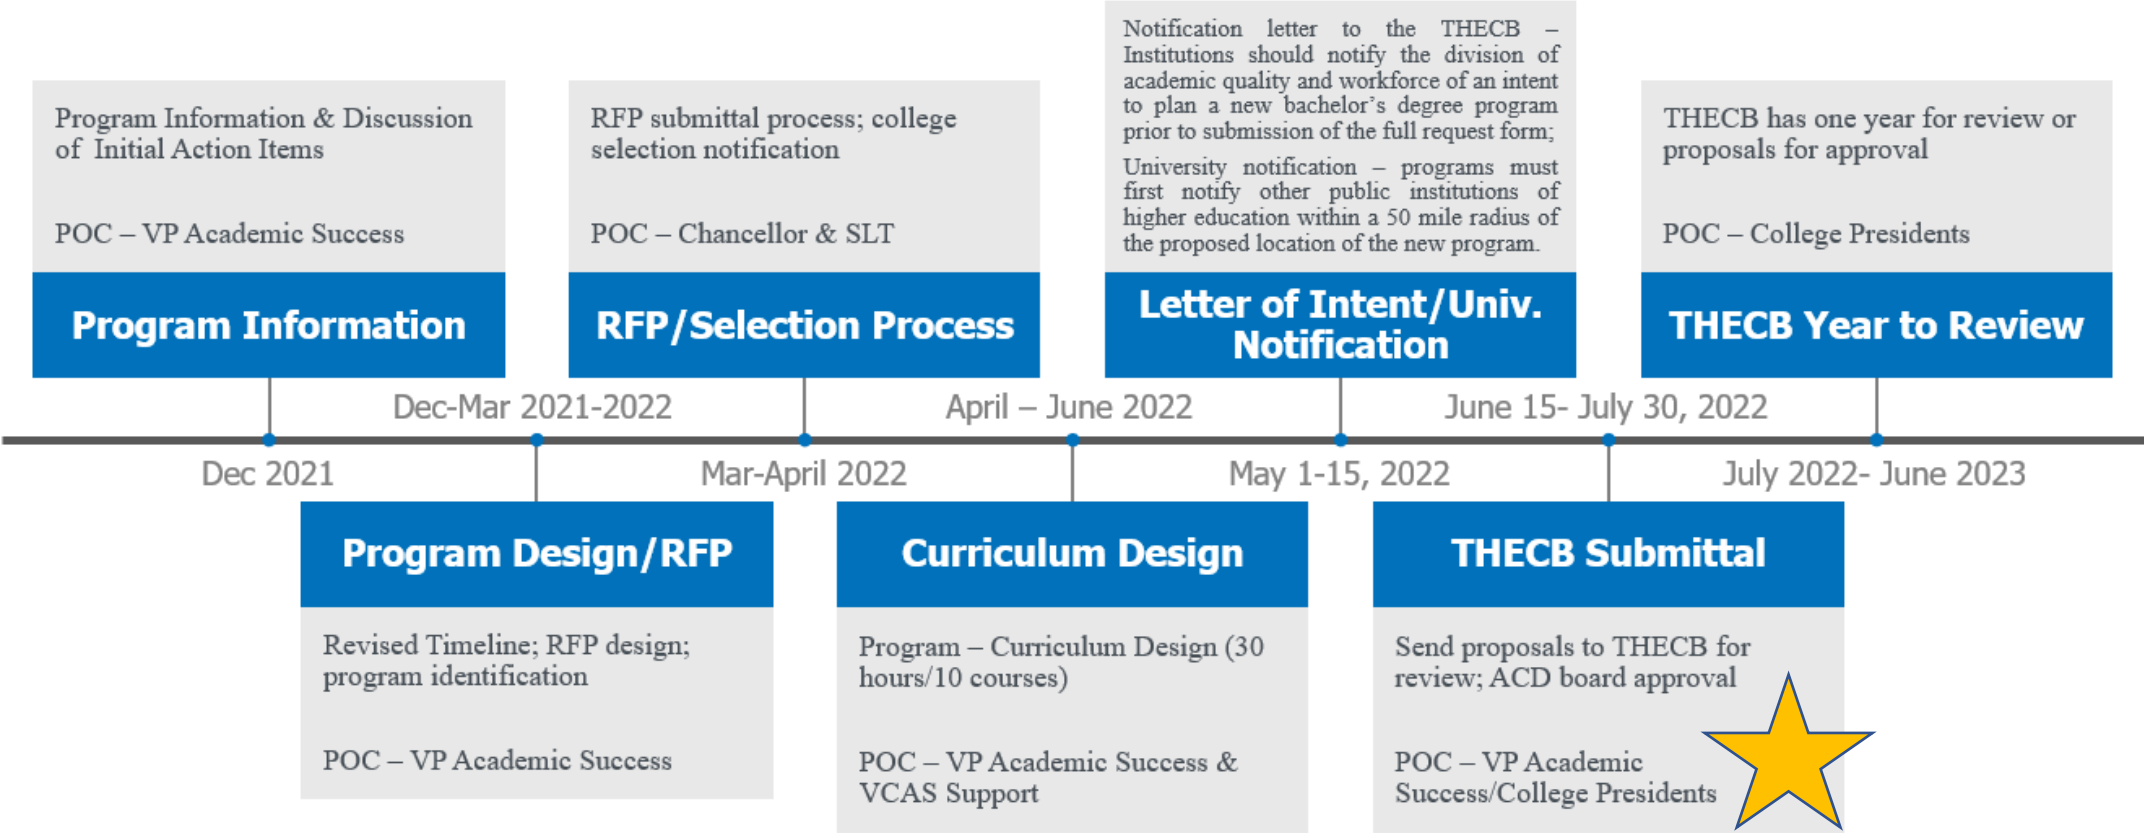 Program Information & Discussion
of Initial Action Items
POC – VP Academic Success
Program Information
Dec 2021
Dec-Mar 2021-2022
Program Design/RFP
Revised Timeline; RFP design;
program identification
POC – VP Academic Success
RFP submittal process; college
selection notification
POC – Chancellor & SLT
RFP/Selection Process
Mar-April 2022
April – June 2022
Curriculum Design
Program – Curriculum Design (30
hours/10 courses)
POC – VP Academic Success &
VCAS Support
Notification letter to the THECB –
Institutions should notify the division of
academic quality and workforce of an intent
to plan a new bachelor’s degree program
prior to submission of the full request form;
University notification – programs must
first notify other public institutions of
higher education within a 50 mile radius of
the proposed location of the new program.
Letter of Intent/Univ.
Notification
May 1-15, 2022
June 15- July 30, 2022
THECB Submittal
Send proposals to THECB for
review; ACD board approval
POC – VP Academic
Success/College Presidents
THECB has one year for review or
proposals for approval
POC – College Presidents
THECB Year to Review
July 2022- June 2023